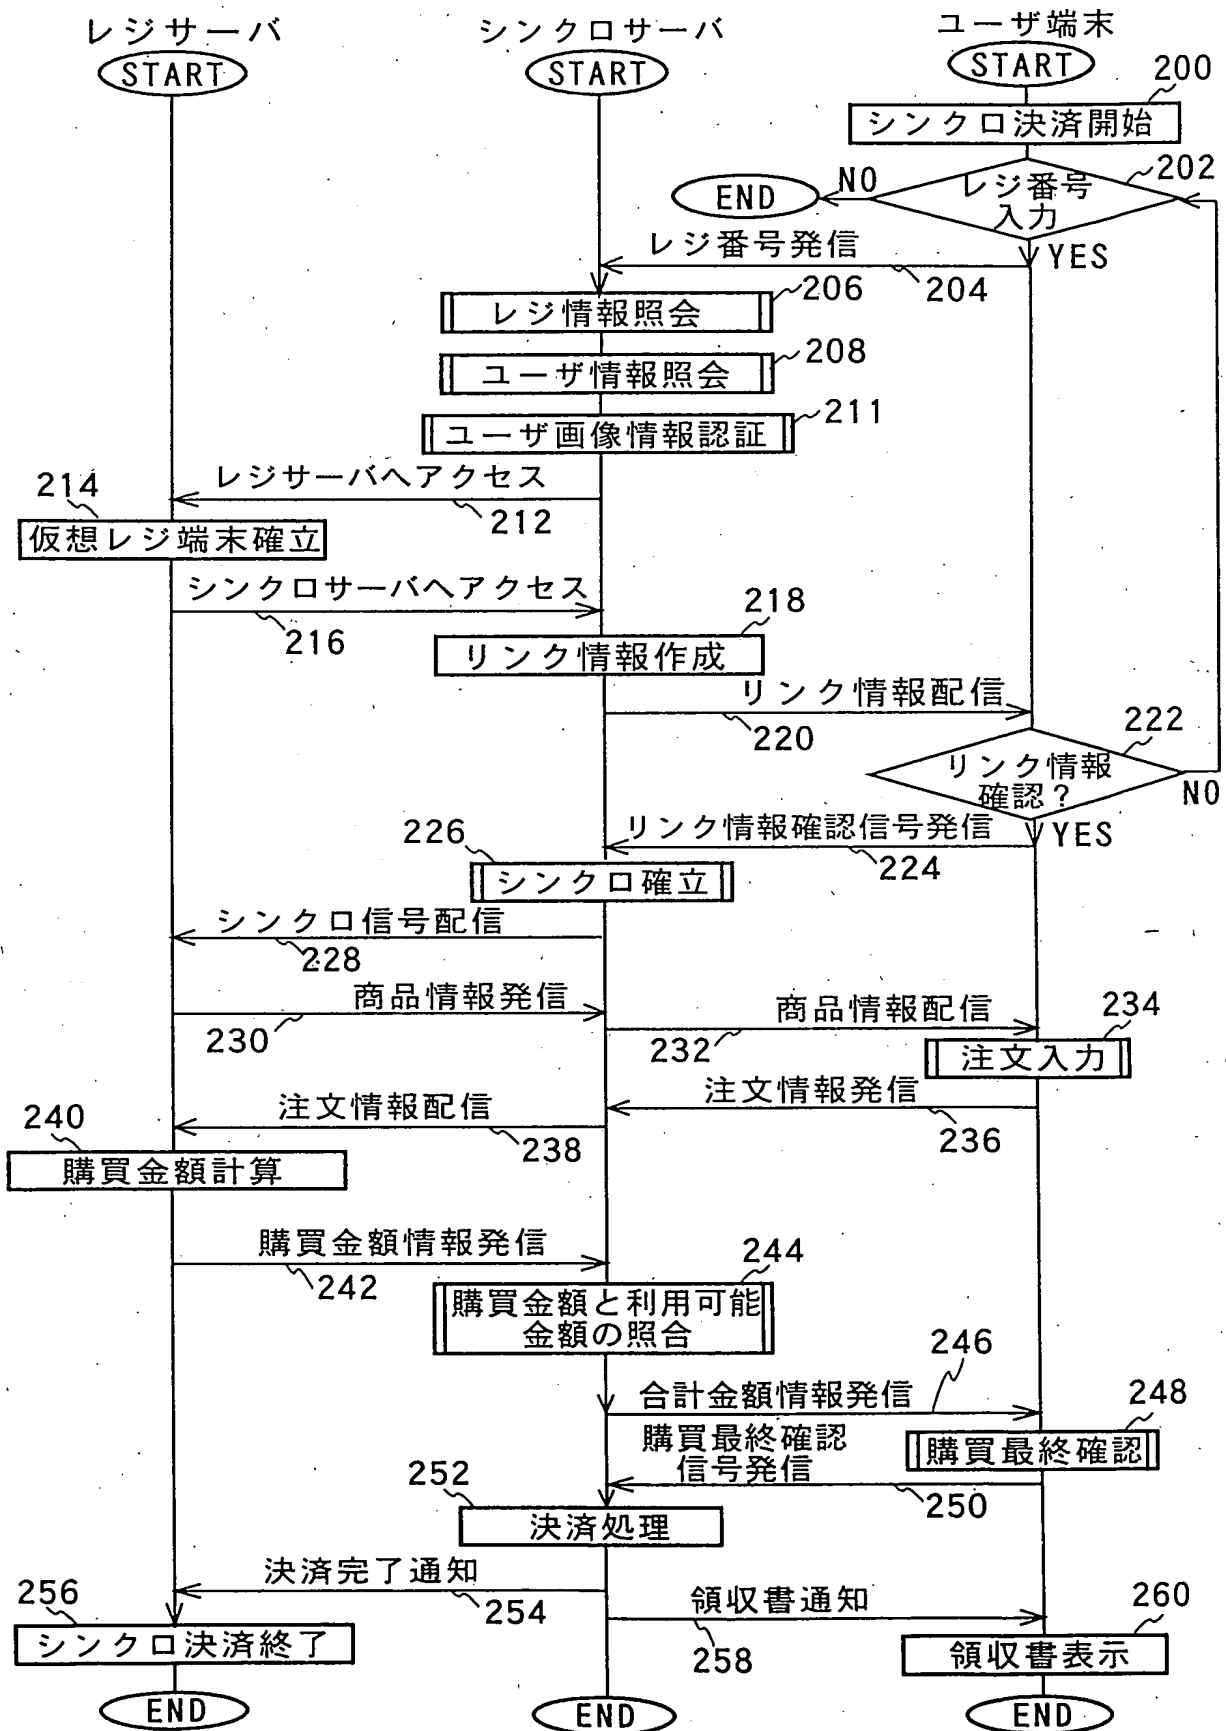 レジサーバ
シンクロサーバ
ユーザ端末
START
START
START
200
シンクロ決済開始
202
レジ番号
入力
NO
END
YES
レジ番号発信
204
206
レジ情報照会
208
ユーザ情報照会
211
ユーザ画像情報認証
レジサーバへアクセス
212
214
仮想レジ端末確立
シンクロサーバへアクセス
216
218
リンク情報作成
リンク情報配信
220
222
リンク情報
確認?
NO
YES
リンク情報確認信号発信
224
226
シンクロ確立
シンクロ信号配信
228
商品情報発信
230
商品情報配信
232
234
注文入力
注文情報発信
236
注文情報配信
238
240
購買金額計算
購買金額情報発信
242
244
購買金額と利用可能
金額の照合
246
合計金額情報発信
248
購買最終確認
購買最終確認
信号発信
250
252
決済処理
決済完了通知
254
256
シンクロ決済終了
領収書通知
258
260
領収書表示
END
END
END